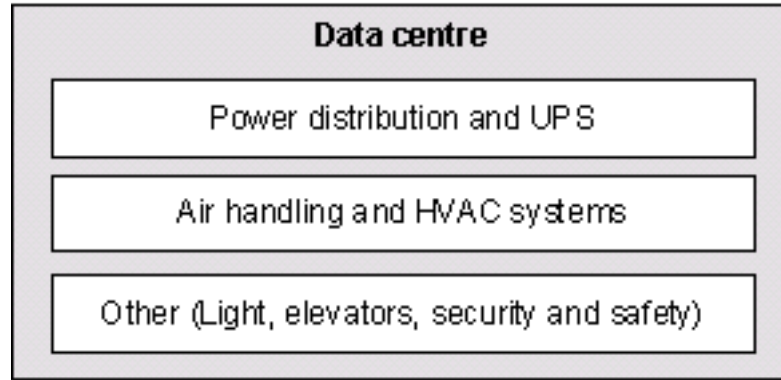 Data centre
Power distribution and UPS
Air handling and HVAC systems
Other (Light, elevators, security and safety)